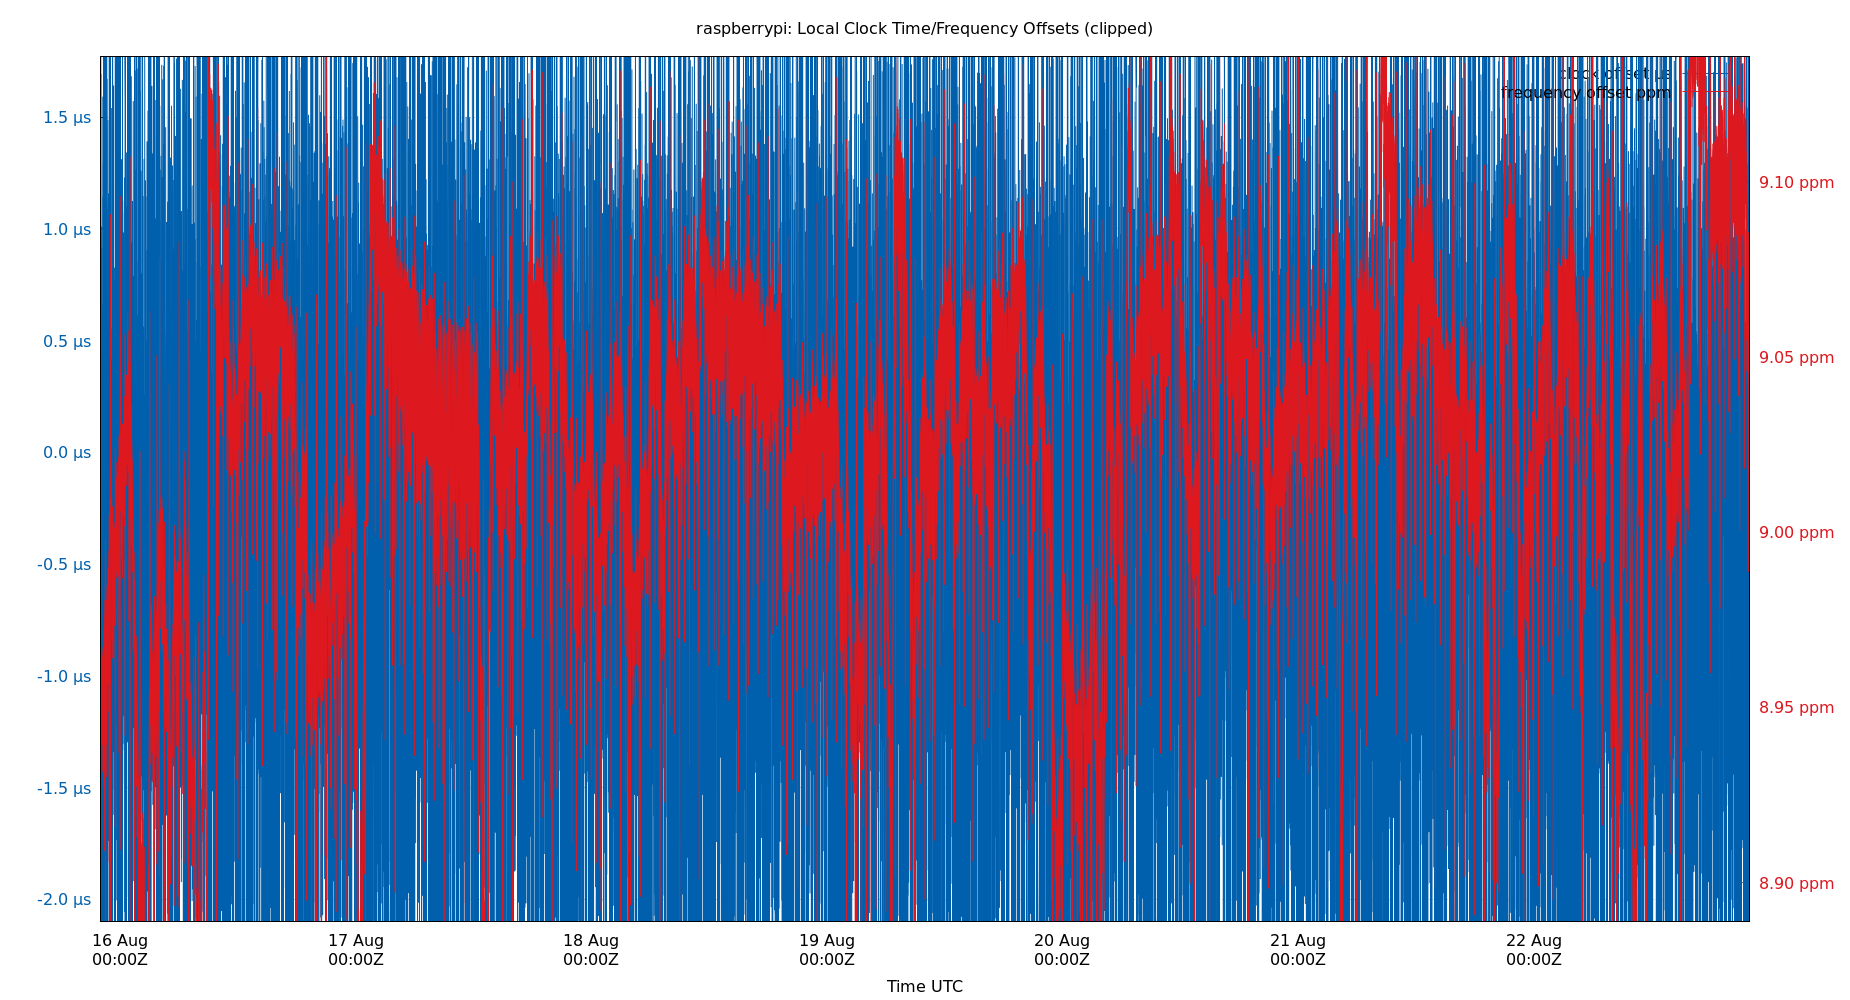 raspberrypi: Local Clock Time/Frequency Offsets (clipped)
clock offset µs
frequency offset ppm
1.5 µs
1.0 µs
0.5 µs
0.0 µs
-0.5 µs
-1.0 µs
-1.5 µs
-2.0 µs
9.10 ppm
9.05 ppm
9.00 ppm
8.95 ppm
8.90 ppm
16 Aug
00:00Z
17 Aug
00:00Z
18 Aug
00:00Z
19 Aug
00:00Z
20 Aug
00:00Z
21 Aug
00:00Z
22 Aug
00:00Z
Time UTC